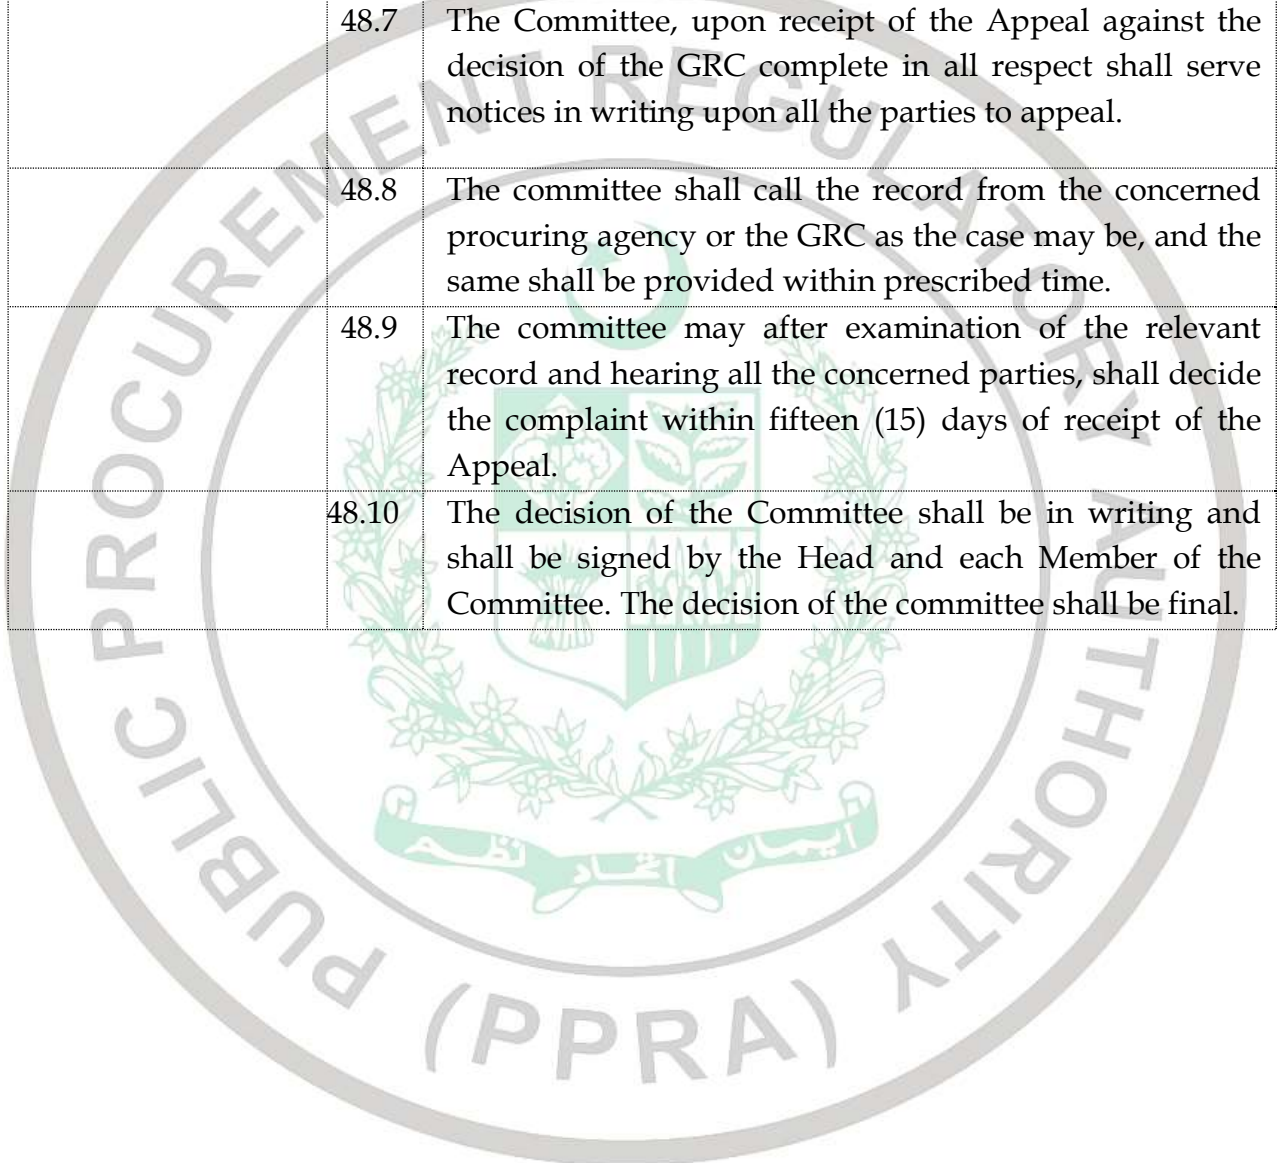 48.7 The Committee, upon receipt of the Appeal against the
decision of the GRC complete in all respect shall serve
notices in writing upon all the parties to appeal.
48.8 The committee shall call the record from the concerned
procuring agency or the GRC as the case may be, and the
same shall be provided within prescribed time.
48.9 The committee may after examination of the relevant
record and hearing all the concerned parties, shall decide
the complaint within fifteen (15) days of receipt of the
Appeal.
48.10 The decision of the Committee shall be in writing and
shall be signed by the Head and each Member of the
Committee. The decision of the committee shall be final.
PUBLIC PROCUREMENT REGULATORY AUTHORITY
(PPRA)
ایمان اتحاد نظم